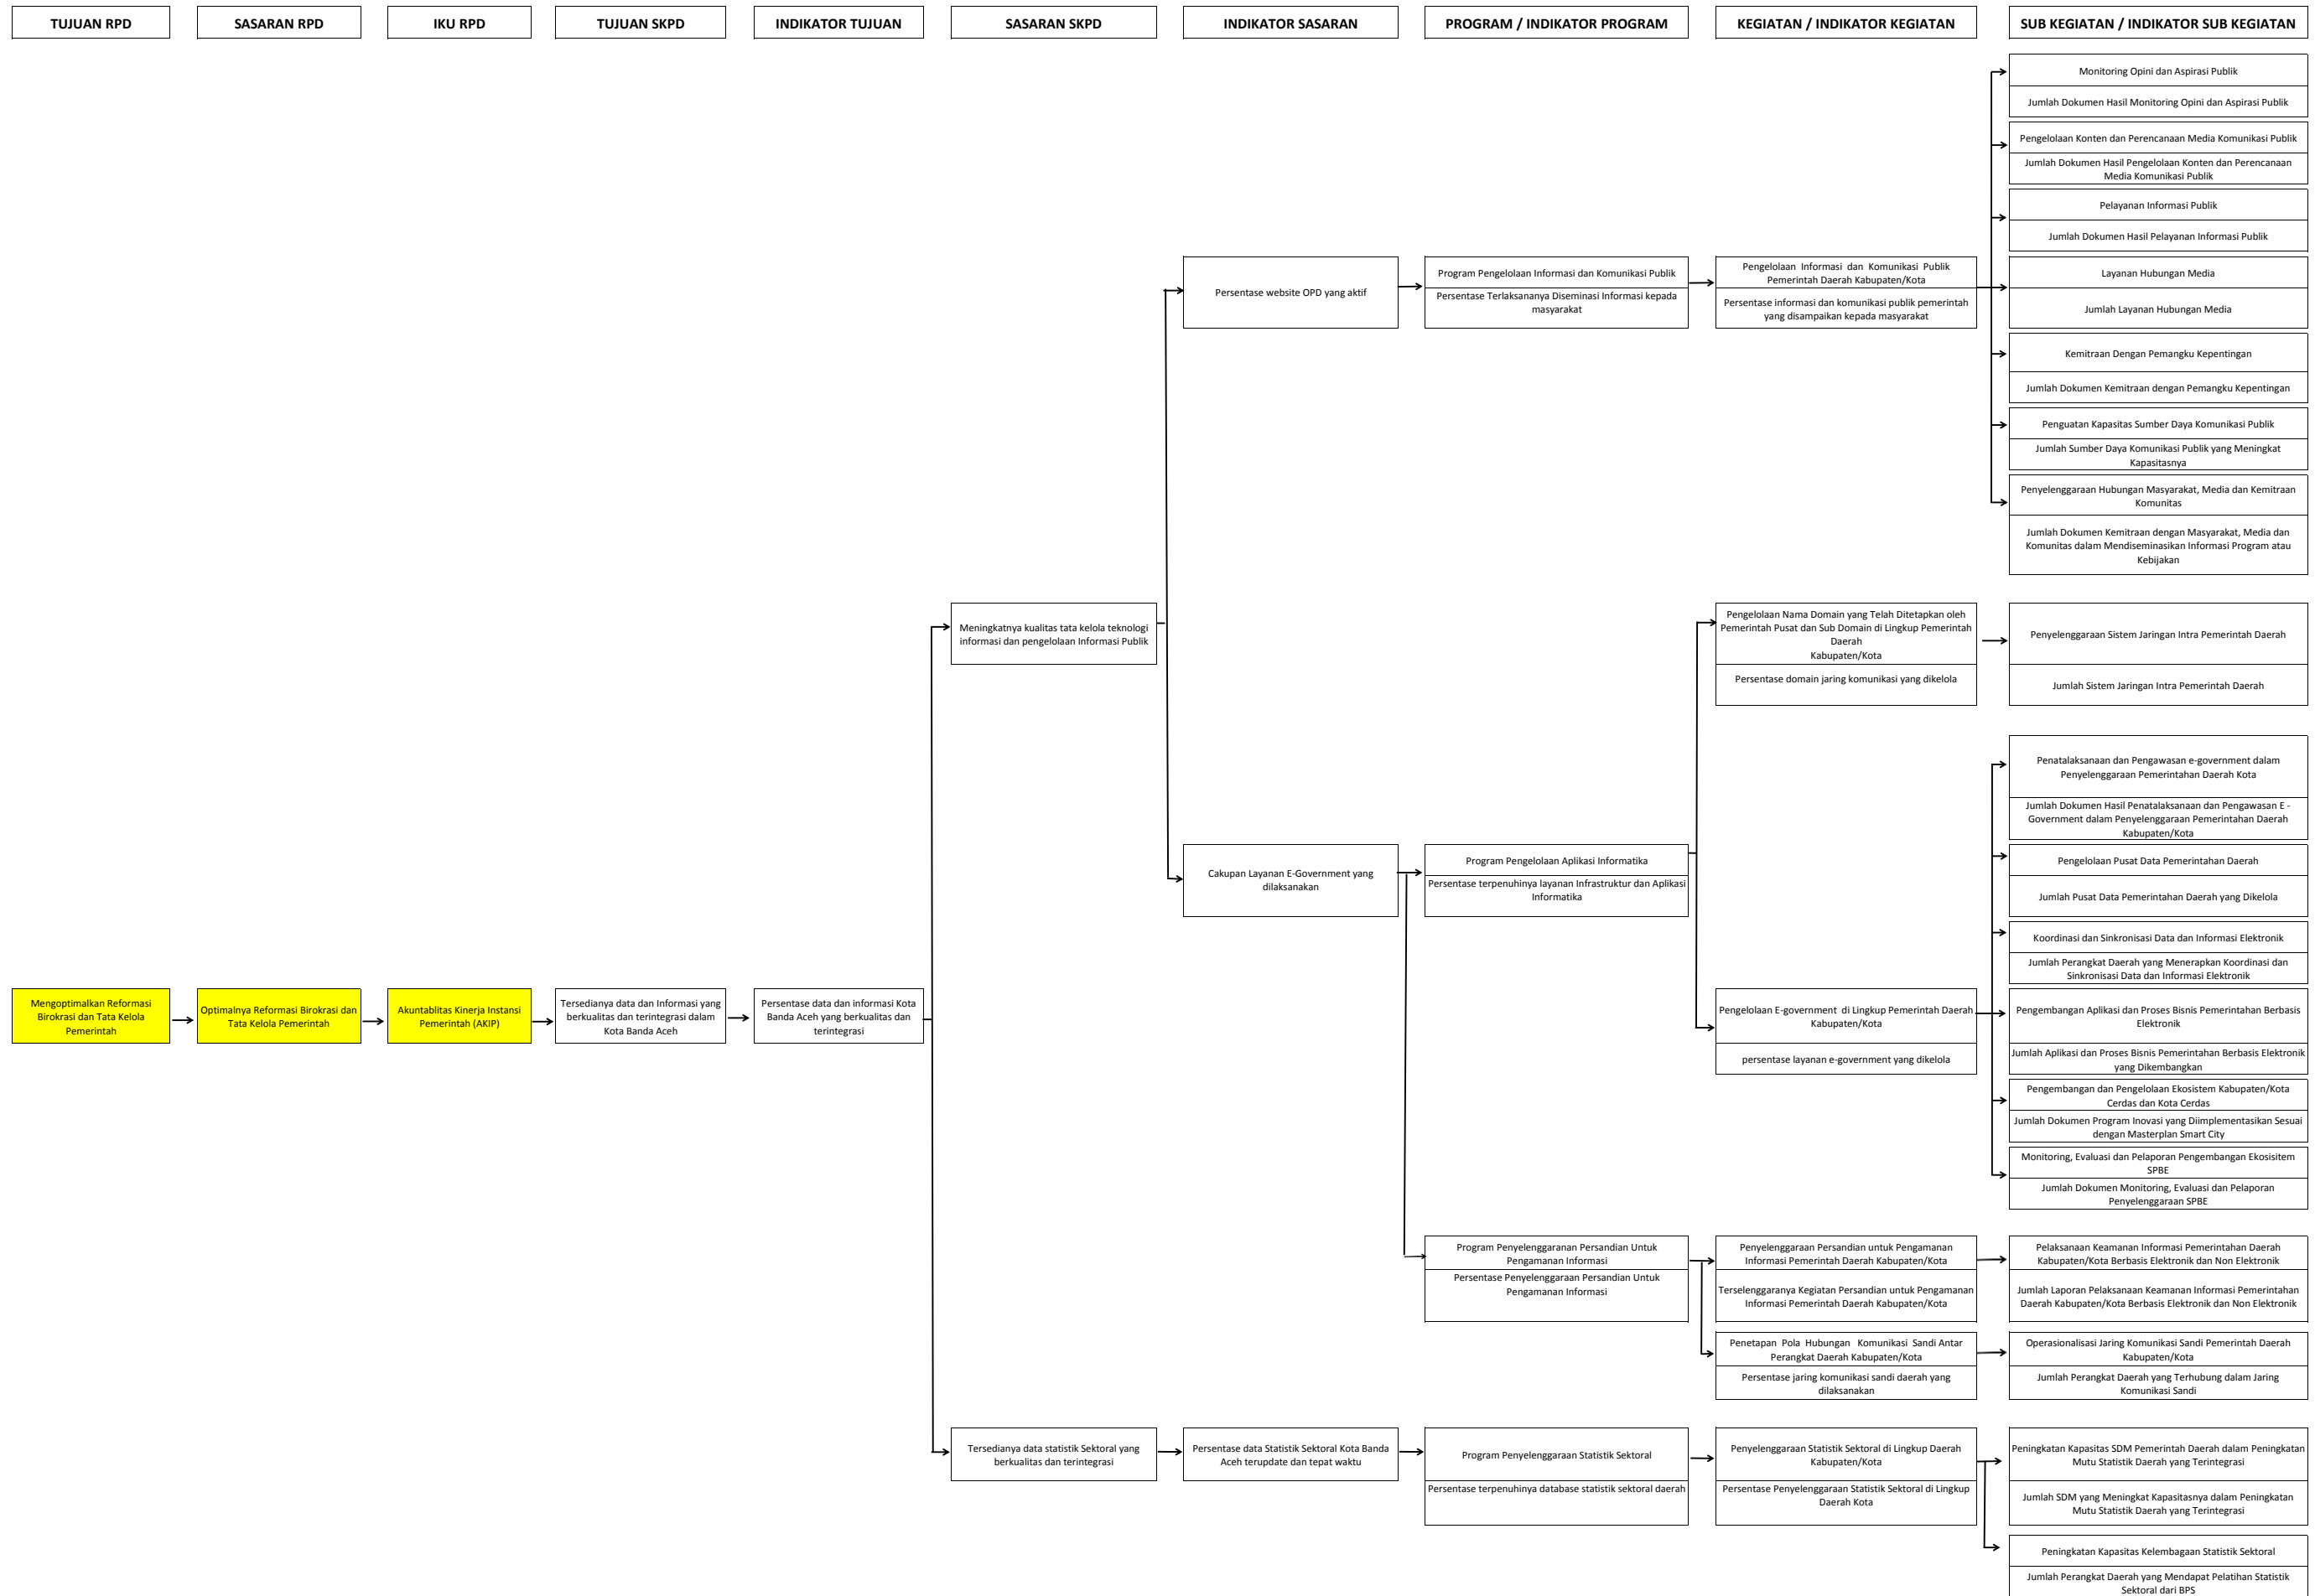 TUJUAN RPD
SASARAN RPD
IKU RPD
TUJUAN SKPD
INDIKATOR TUJUAN
SASARAN SKPD
INDIKATOR SASARAN
PROGRAM / INDIKATOR PROGRAM
KEGIATAN / INDIKATOR KEGIATAN
SUB KEGIATAN / INDIKATOR SUB KEGIATAN
Monitoring Opini dan Aspirasi Publik
Jumlah Dokumen Hasil Monitoring Opini dan Aspirasi Publik
Pengelolaan Konten dan Perencanaan Media Komunikasi Publik
Jumlah Dokumen Hasil Pengelolaan Konten dan Perencanaan
Media Komunikasi Publik
Pelayanan Informasi Publik
Jumlah Dokumen Hasil Pelayanan Informasi Publik
Persentase website OPD yang aktif
Program Pengelolaan Informasi dan Komunikasi Publik
Persentase Terlaksananya Diseminasi Informasi kepada
masyarakat
Pengelolaan Informasi dan Komunikasi Publik
Pemerintah Daerah Kabupaten/Kota
Persentase informasi dan komunikasi publik pemerintah
yang disampaikan kepada masyarakat
Layanan Hubungan Media
Jumlah Layanan Hubungan Media
Kemitraan Dengan Pemangku Kepentingan
Jumlah Dokumen Kemitraan dengan Pemangku Kepentingan
Penguatan Kapasitas Sumber Daya Komunikasi Publik
Jumlah Sumber Daya Komunikasi Publik yang Meningkat
Kapasitasnya
Penyelenggaraan Hubungan Masyarakat, Media dan Kemitraan
Komunitas
Jumlah Dokumen Kemitraan dengan Masyarakat, Media dan
Komunitas dalam Mendiseminasikan Informasi Program atau
Kebijakan
Meningkatnya kualitas tata kelola teknologi
informasi dan pengelolaan Informasi Publik
Pengelolaan Nama Domain yang Telah Ditetapkan oleh
Pemerintah Pusat dan Sub Domain di Lingkup Pemerintah
Daerah
Kabupaten/Kota
Persentase domain jaring komunikasi yang dikelola
Penyelenggaraan Sistem Jaringan Intra Pemerintah Daerah
Jumlah Sistem Jaringan Intra Pemerintah Daerah
Penatalaksanaan dan Pengawasan e-government dalam
Penyelenggaraan Pemerintahan Daerah Kota
Jumlah Dokumen Hasil Penatalaksanaan dan Pengawasan E -
Government dalam Penyelenggaraan Pemerintahan Daerah
Kabupaten/Kota
Cakupan Layanan E-Government yang
dilaksanakan
Program Pengelolaan Aplikasi Informatika
Persentase terpenuhinya layanan Infrastruktur dan Aplikasi
Informatika
Pengelolaan Pusat Data Pemerintahan Daerah
Jumlah Pusat Data Pemerintahan Daerah yang Dikelola
Koordinasi dan Sinkronisasi Data dan Informasi Elektronik
Jumlah Perangkat Daerah yang Menerapkan Koordinasi dan
Sinkronisasi Data dan Informasi Elektronik
Mengoptimalkan Reformasi
Birokrasi dan Tata Kelola
Pemerintah
Optimalnya Reformasi Birokrasi dan
Tata Kelola Pemerintah
Akuntablitas Kinerja Instansi
Pemerintah (AKIP)
Tersedianya data dan Informasi yang
berkualitas dan terintegrasi dalam
Kota Banda Aceh
Persentase data dan informasi Kota
Banda Aceh yang berkualitas dan
terintegrasi
Pengelolaan E-government di Lingkup Pemerintah Daerah
Kabupaten/Kota
persentase layanan e-government yang dikelola
Pengembangan Aplikasi dan Proses Bisnis Pemerintahan Berbasis
Elektronik
Jumlah Aplikasi dan Proses Bisnis Pemerintahan Berbasis Elektronik
yang Dikembangkan
Pengembangan dan Pengelolaan Ekosistem Kabupaten/Kota
Cerdas dan Kota Cerdas
Jumlah Dokumen Program Inovasi yang Diimplementasikan Sesuai
dengan Masterplan Smart City
Monitoring, Evaluasi dan Pelaporan Pengembangan Ekosisitem
SPBE
Jumlah Dokumen Monitoring, Evaluasi dan Pelaporan
Penyelenggaraan SPBE
Program Penyelenggaranan Persandian Untuk
Pengamanan Informasi
Persentase Penyelenggaraan Persandian Untuk
Pengamanan Informasi
Penyelenggaraan Persandian untuk Pengamanan
Informasi Pemerintah Daerah Kabupaten/Kota
Terselenggaranya Kegiatan Persandian untuk Pengamanan
Informasi Pemerintah Daerah Kabupaten/Kota
Pelaksanaan Keamanan Informasi Pemerintahan Daerah
Kabupaten/Kota Berbasis Elektronik dan Non Elektronik
Jumlah Laporan Pelaksanaan Keamanan Informasi Pemerintahan
Daerah Kabupaten/Kota Berbasis Elektronik dan Non Elektronik
Penetapan Pola Hubungan Komunikasi Sandi Antar
Perangkat Daerah Kabupaten/Kota
Persentase jaring komunikasi sandi daerah yang
dilaksanakan
Operasionalisasi Jaring Komunikasi Sandi Pemerintah Daerah
Kabupaten/Kota
Jumlah Perangkat Daerah yang Terhubung dalam Jaring
Komunikasi Sandi
Tersedianya data statistik Sektoral yang
berkualitas dan terintegrasi
Persentase data Statistik Sektoral Kota Banda
Aceh terupdate dan tepat waktu
Program Penyelenggaraan Statistik Sektoral
Persentase terpenuhinya database statistik sektoral daerah
Penyelenggaraan Statistik Sektoral di Lingkup Daerah
Kabupaten/Kota
Persentase Penyelenggaraan Statistik Sektoral di Lingkup
Daerah Kota
Peningkatan Kapasitas SDM Pemerintah Daerah dalam Peningkatan
Mutu Statistik Daerah yang Terintegrasi
Jumlah SDM yang Meningkat Kapasitasnya dalam Peningkatan
Mutu Statistik Daerah yang Terintegrasi
Peningkatan Kapasitas Kelembagaan Statistik Sektoral
Jumlah Perangkat Daerah yang Mendapat Pelatihan Statistik
Sektoral dari BPS